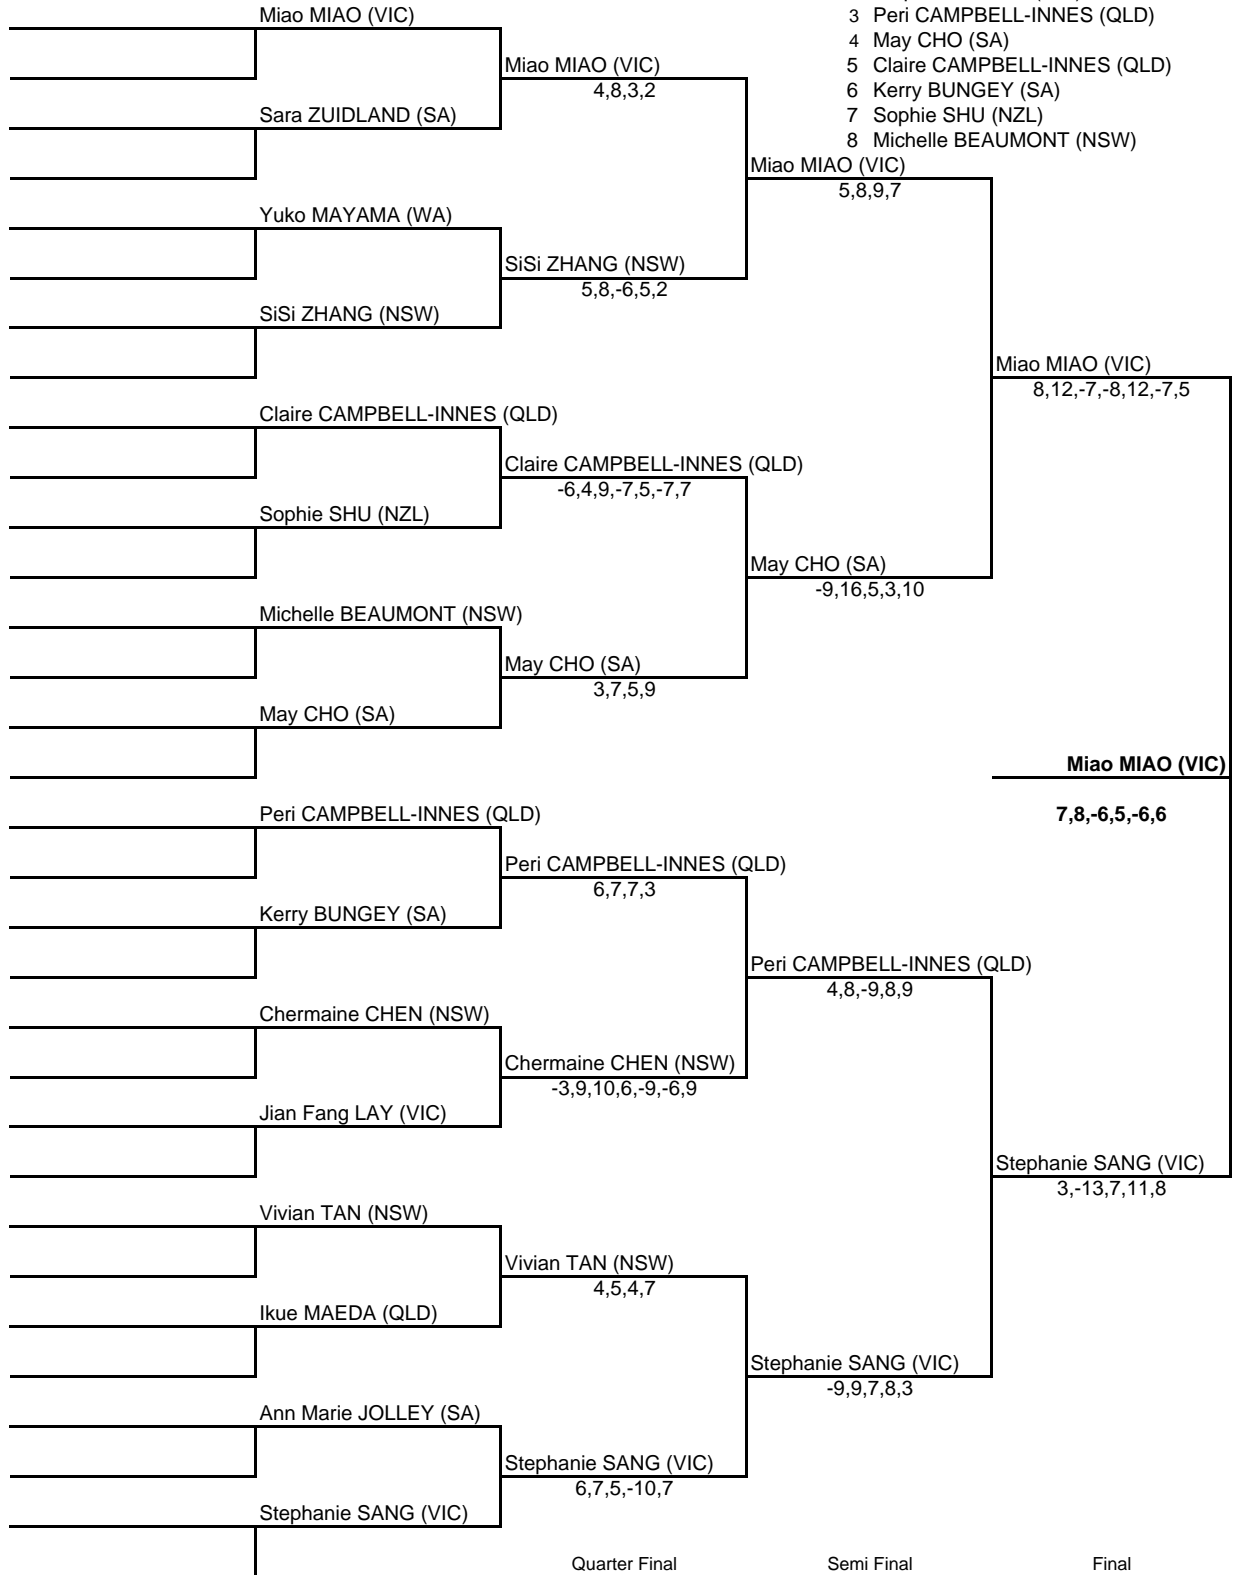 Miao MIAO (VIC)
3 Peri CAMPBELL-INNES (QLD)
4 May CHO (SA)
Miao MIAO (VIC)
5 Claire CAMPBELL-INNES (QLD)
4,8,3,2
6 Kerry BUNGEY (SA)
Sara ZUIDLAND (SA)
7 Sophie SHU (NZL)
8 Michelle BEAUMONT (NSW)
Miao MIAO (VIC)
5,8,9,7
Yuko MAYAMA (WA)
SiSi ZHANG (NSW)
5,8,-6,5,2
SiSi ZHANG (NSW)
Miao MIAO (VIC)
8,12,-7,-8,12,-7,5
Claire CAMPBELL-INNES (QLD)
Claire CAMPBELL-INNES (QLD)
-6,4,9,-7,5,-7,7
Sophie SHU (NZL)
May CHO (SA)
-9,16,5,3,10
Michelle BEAUMONT (NSW)
May CHO (SA)
3,7,5,9
May CHO (SA)
Miao MIAO (VIC)
Peri CAMPBELL-INNES (QLD)
7,8,-6,5,-6,6
Peri CAMPBELL-INNES (QLD)
6,7,7,3
Kerry BUNGEY (SA)
Peri CAMPBELL-INNES (QLD)
4,8,-9,8,9
Chermaine CHEN (NSW)
Chermaine CHEN (NSW)
-3,9,10,6,-9,-6,9
Jian Fang LAY (VIC)
Stephanie SANG (VIC)
3,-13,7,11,8
Vivian TAN (NSW)
Vivian TAN (NSW)
4,5,4,7
Ikue MAEDA (QLD)
Stephanie SANG (VIC)
-9,9,7,8,3
Ann Marie JOLLEY (SA)
Stephanie SANG (VIC)
6,7,5,-10,7
Stephanie SANG (VIC)
Quarter Final
Semi Final
Final